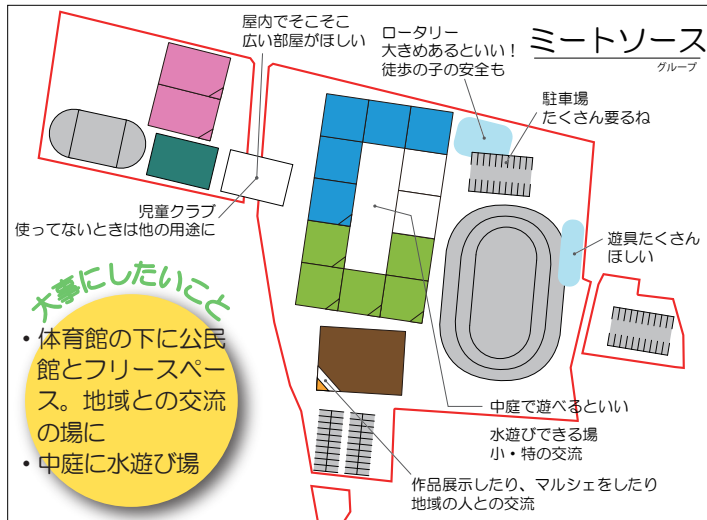 屋内でそこそこ
広い部屋がほしい
ロータリー
大きめあるといい！
徒歩の子の安全も
ミートソース
グループ
駐車場
たくさん要るね
児童クラブ
使ってないときは他の用途に
遊具たくさん
ほしい
大事にしたいこと
・体育館の下に公民
館とフリースペー
ス。地域との交流
の場に
・中庭に水遊び場
中庭で遊べるといい
水遊びできる場
小・特の交流
作品展示したり、マルシェをしたり
地域の人との交流